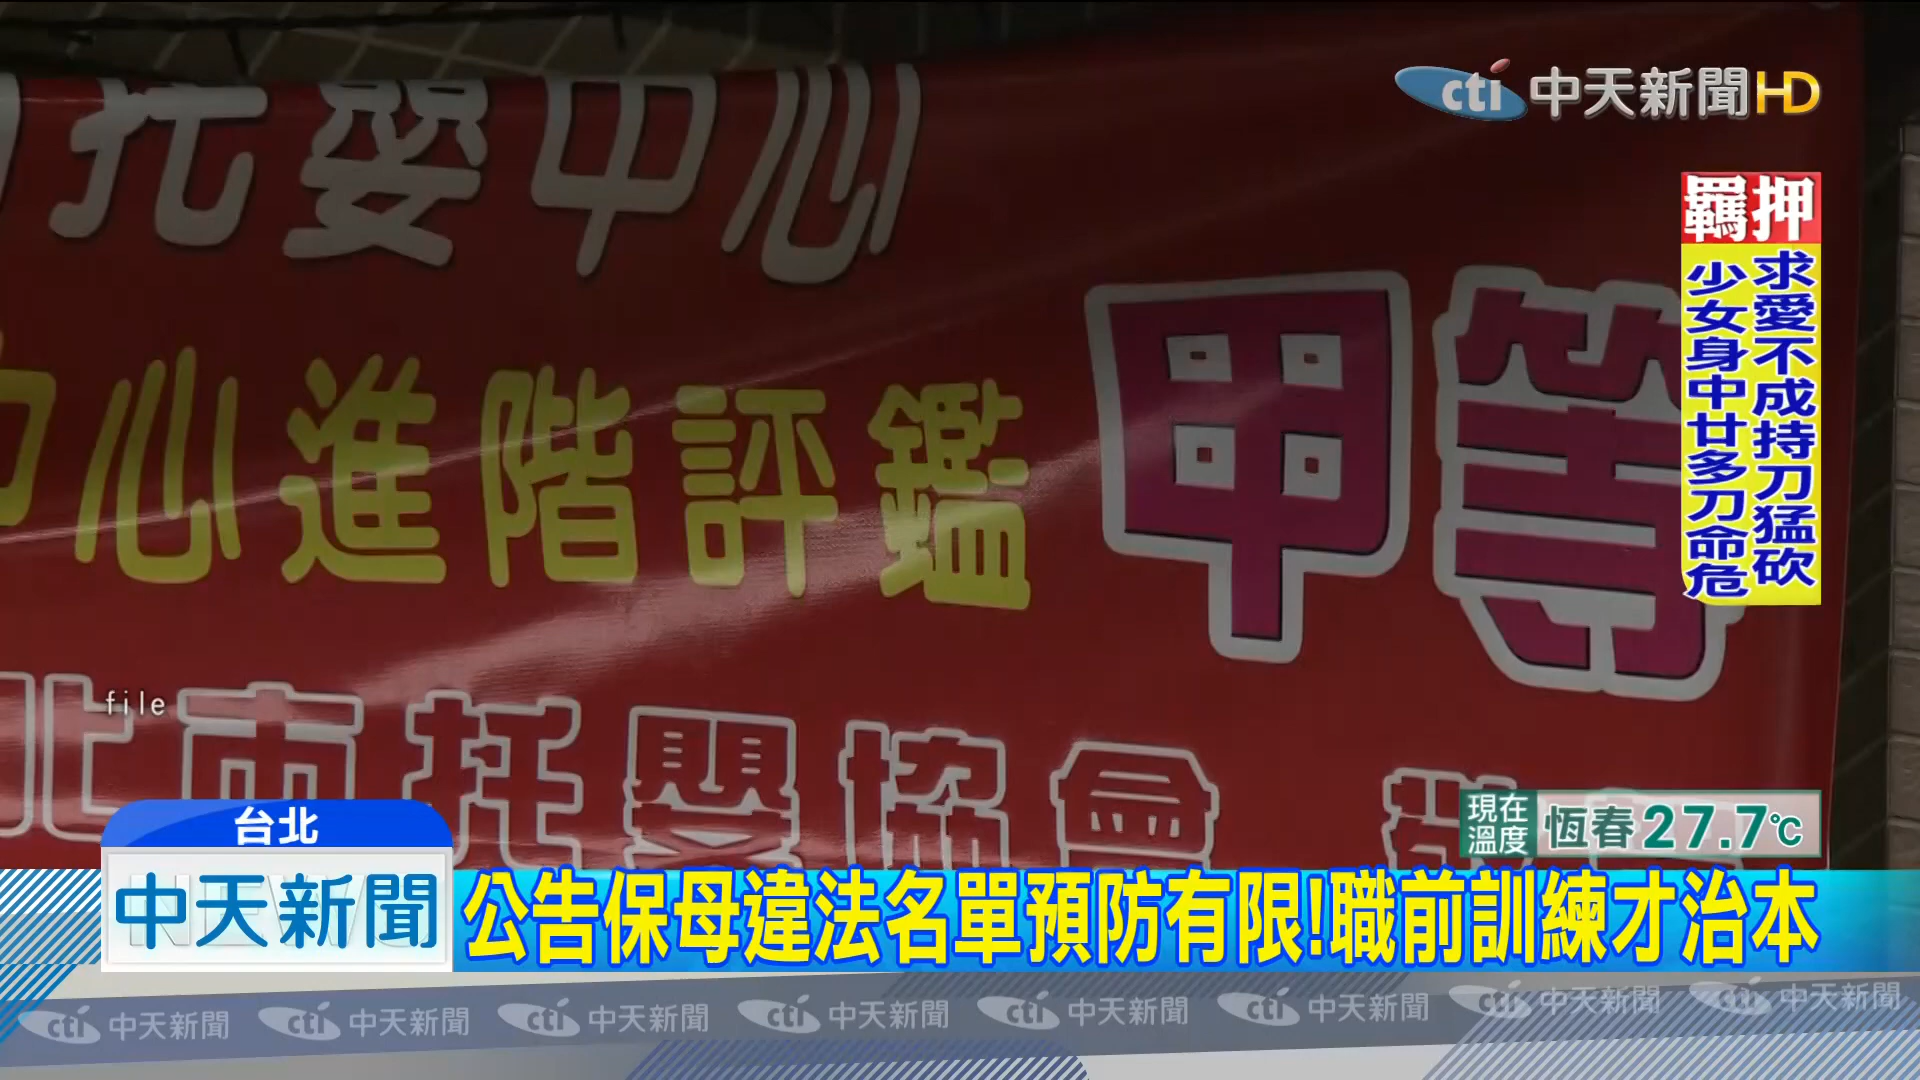 cti 中天新聞HD
托嬰中心
中心進階評鑑 甲等
羈押
求愛不成持刀猛砍
少女身中廿多刀命危
file
北市托嬰協會
現在溫度 恆春27.7℃
台北
中天新聞
公告保母違法名單預防有限!職前訓練才治本
cti 中天新聞 cti 中天新聞 cti 中天新聞 cti 中天新聞 cti 中天新聞 cti 中天新聞 cti 中天新聞 cti 中天新聞